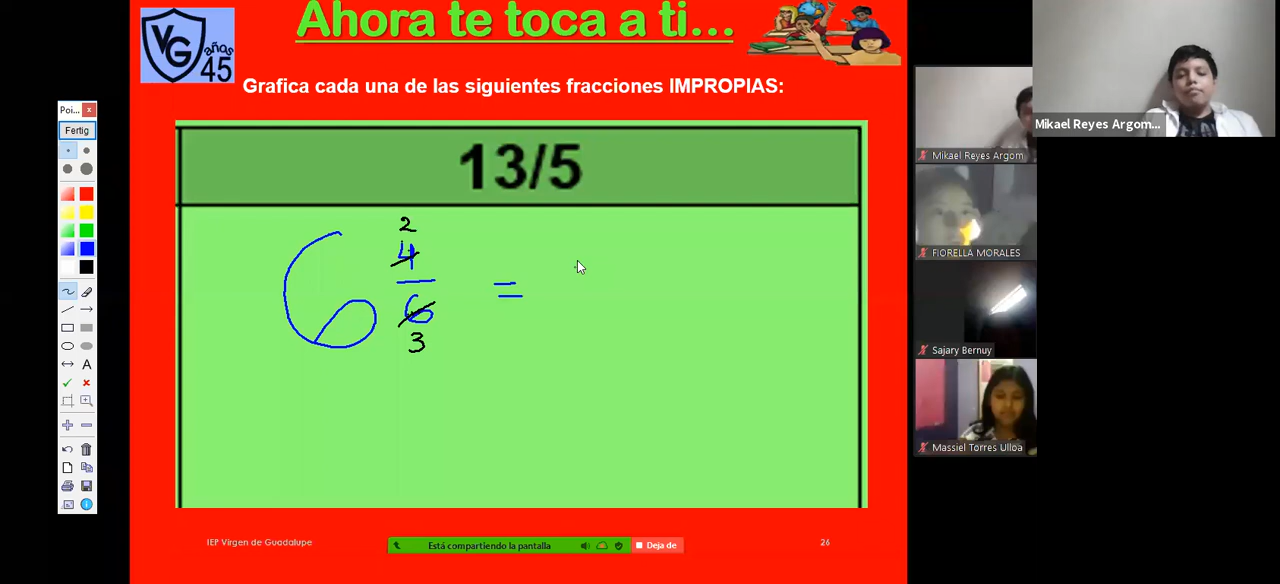 Ahora te toca a ti...
VG años 45
Grafica cada una de las siguientes fracciones IMPROPIAS:
Poi...
Fertig
A
13/5
2
6 4/6 =
3
Mikael Reyes Argom...
Mikael Reyes Argom
FIORELLA MORALES
Sajary Bernuy
Massiel Torres Ulloa
IEP Virgen de Guadalupe
Está compartiendo la pantalla
Deja de
26